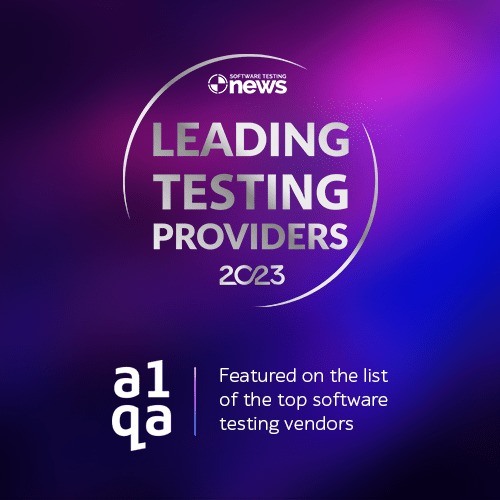 SOFTWARE TESTING
news
LEADING
TESTING
PROVIDERS
2023
a1
qa
Featured on the list
of the top software
testing vendors